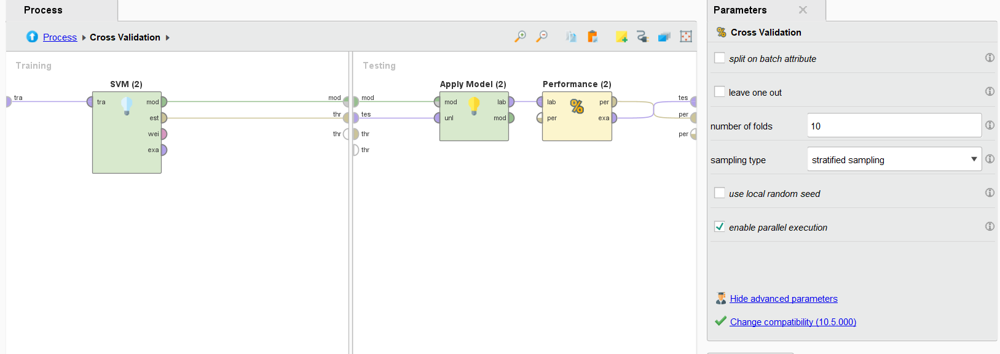 Process
Process Cross Validation
Training
Testing
SVM (2)
Apply Model (2)
Performance (2)
tra
tra
mod
mod
mod
mod
lab
lab
per
tes
est
thr
tes
unl
mod
per
exa
per
wei
thr
thr
per
exa
thr
Parameters
Cross Validation
split on batch attribute
leave one out
number of folds 10
sampling type stratified sampling
use local random seed
enable parallel execution
Hide advanced parameters
Change compatibility (10.5.000)